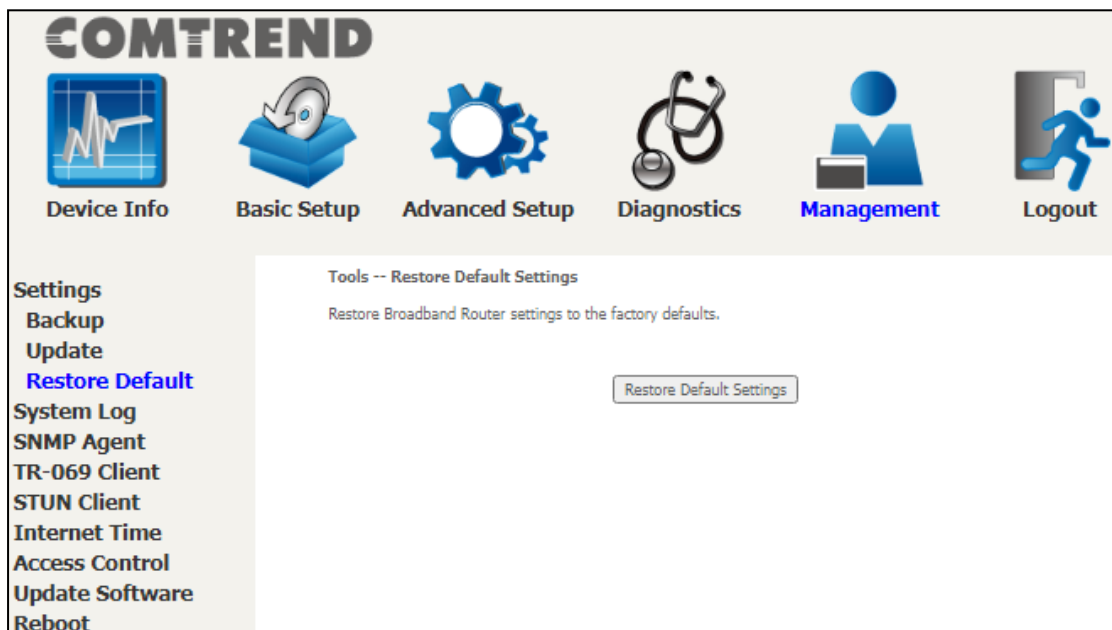 COMTREND
Device Info
Basic Setup
Advanced Setup
Diagnostics
Management
Logout
Settings
Backup
Update
Restore Default
System Log
SNMP Agent
TR-069 Client
STUN Client
Internet Time
Access Control
Update Software
Reboot
Tools -- Restore Default Settings
Restore Broadband Router settings to the factory defaults.
Restore Default Settings